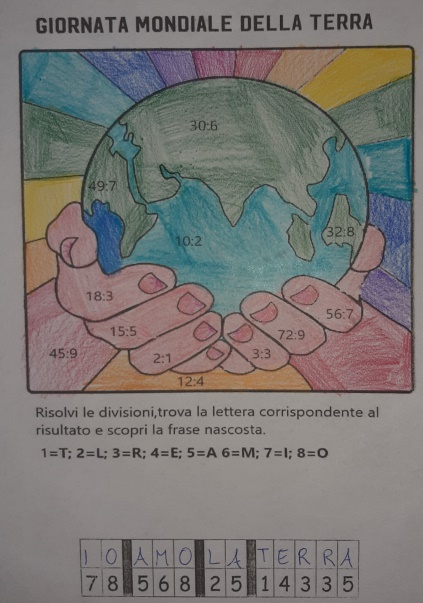 GIORNATA MONDIALE DELLA TERRA
30:6
49:7
32:8
10:2
18:3
56:7
15:5
72:9
45:9
2:1
3:3
12:4
Risolvi le divisioni,trova la lettera corrispondente al
risultato e scopri la frase nascosta.
1=T; 2=L; 3=R; 4=E; 5=A 6=M; 7=I; 8=O
I O A M O L A T E R R A
7 8 5 6 8 2 5 1 4 3 3 5